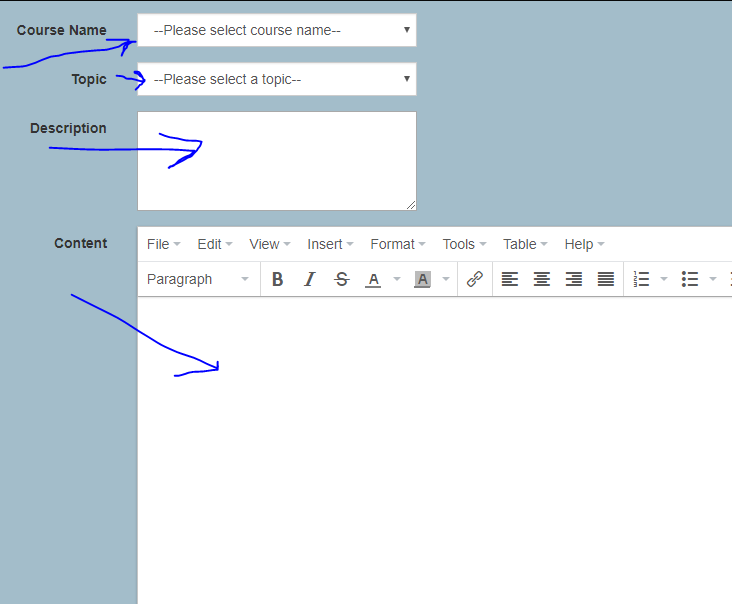 Course Name --Please select course name--
Topic --Please select a topic--
Description
Content File Edit View Insert Format Tools Table Help
Paragraph B I S A A